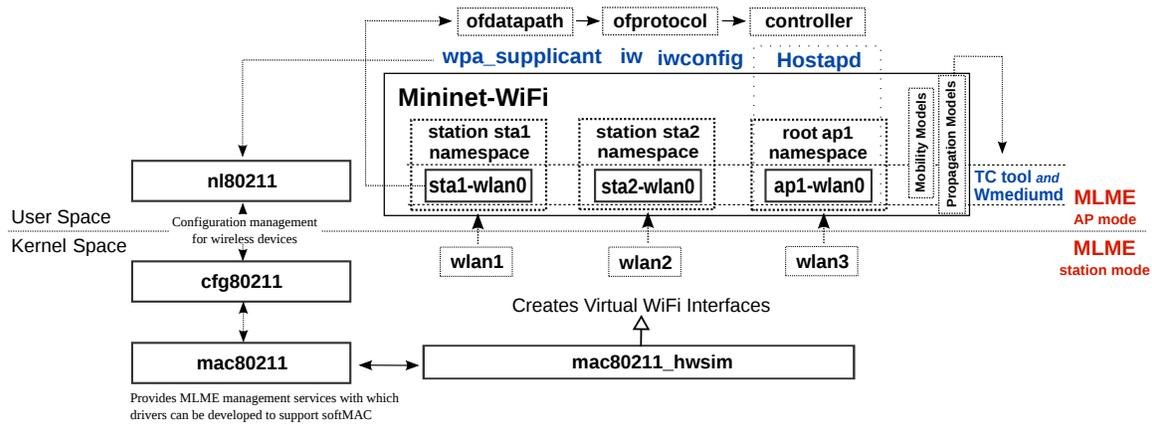 ofdatapath
ofprotocol
controller
wpa_supplicant
iw
iwconfig
Hostapd
Mininet-WiFi
station sta1
namespace
sta1-wlan0
station sta2
namespace
sta2-wlan0
root ap1
namespace
ap1-wlan0
Mobility Models
Propagation Models
TC tool and
Wmediumd
MLME
AP mode
nl80211
User Space
Configuration management
for wireless devices
Kernel Space
MLME
station mode
wlan1
wlan2
wlan3
cfg80211
Creates Virtual WiFi Interfaces
mac80211
mac80211_hwsim
Provides MLME management services with which
drivers can be developed to support softMAC